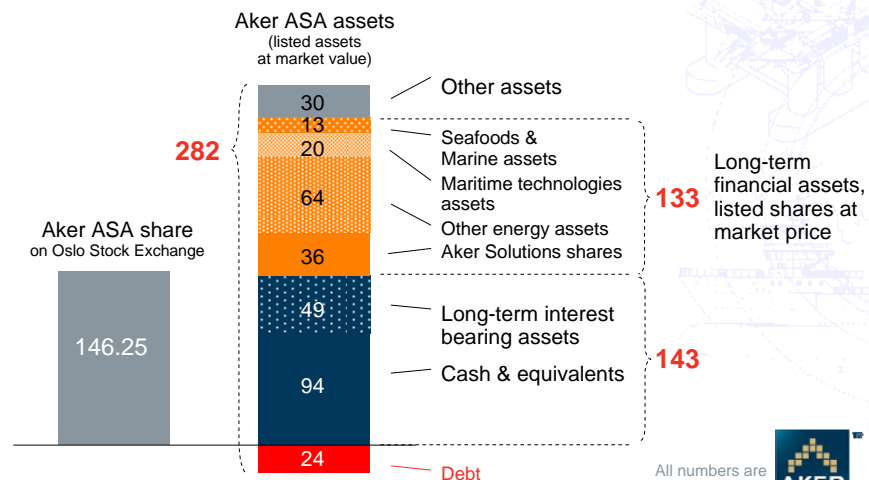 Aker ASA assets
(listed assets
at market value)
Other assets
30
13
Seafoods &
Marine assets
282
20
Maritime technologies
assets
133
Long-term
financial assets,
listed shares at
market price
64
Other energy assets
Aker ASA share
on Oslo Stock Exchange
36
Aker Solutions shares
49
Long-term interest
bearing assets
146.25
143
94
Cash & equivalents
24
Debt
All numbers are
AKER